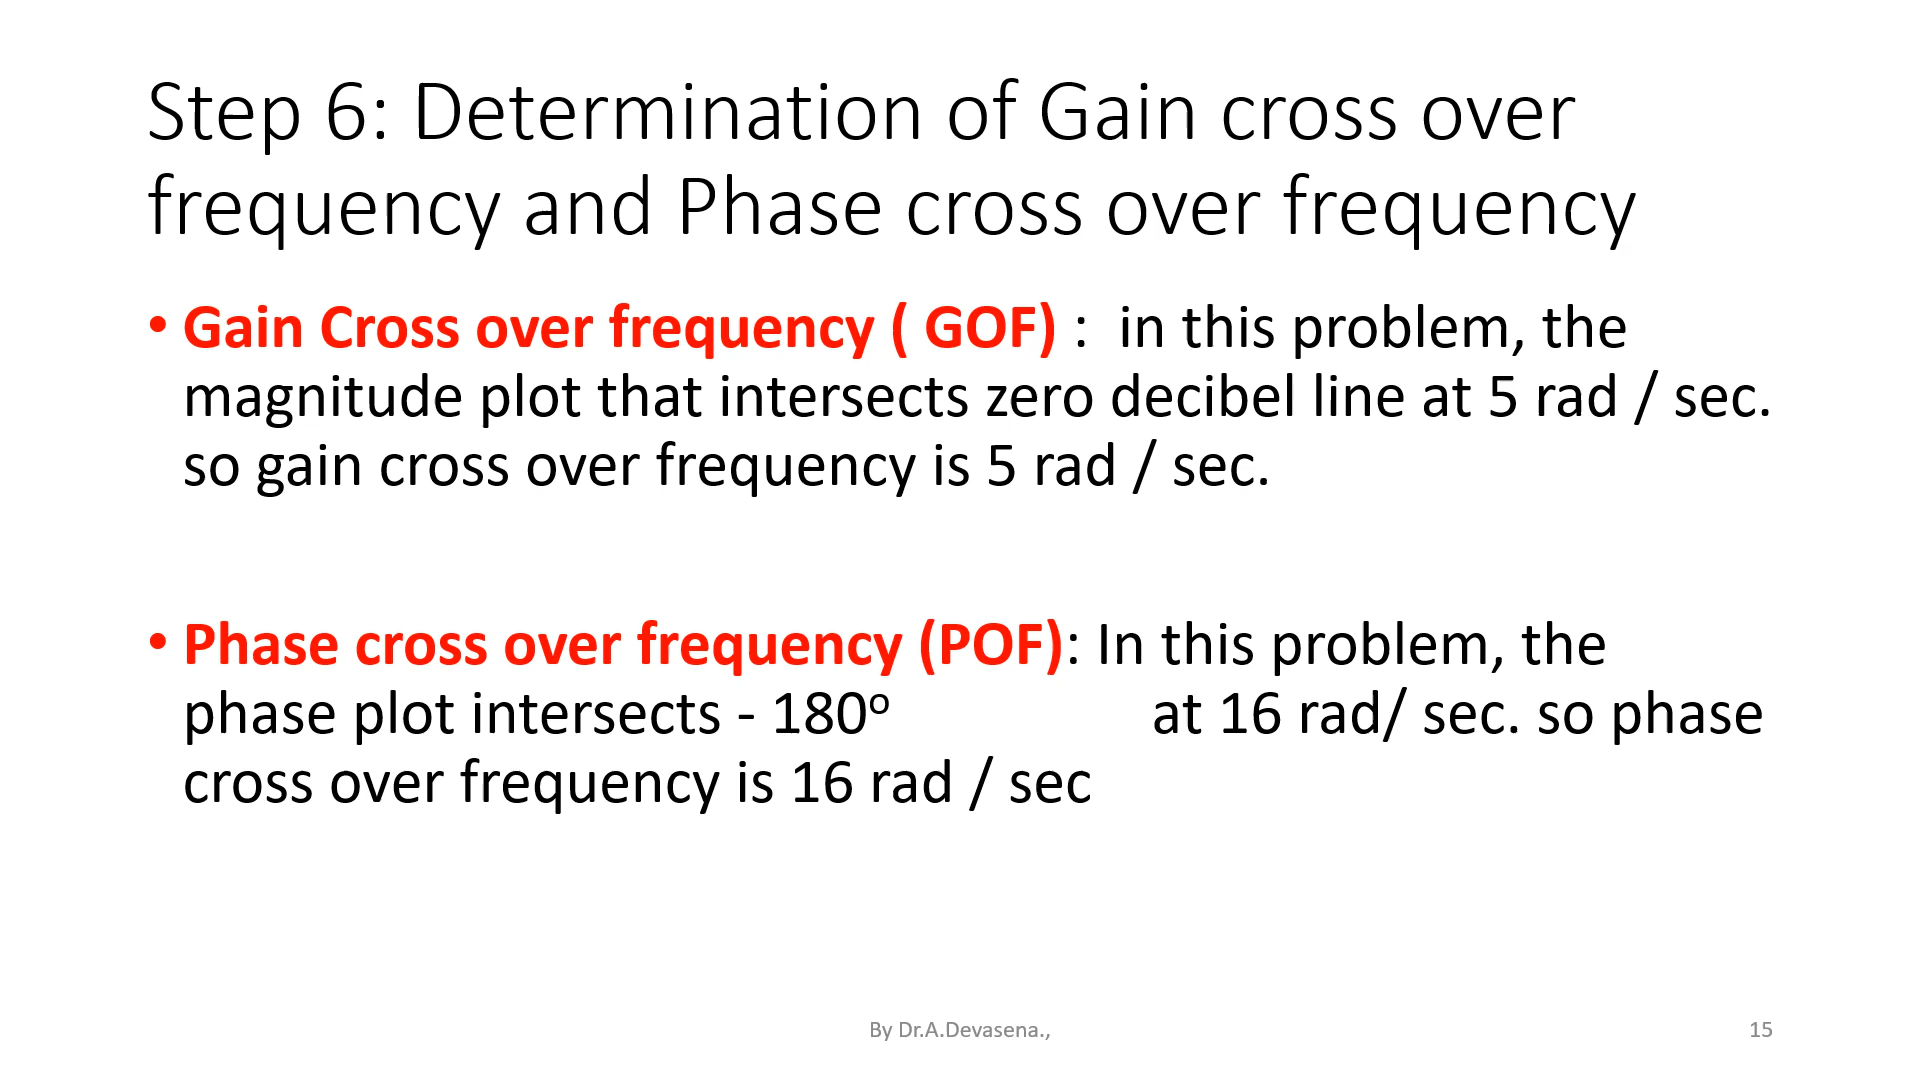 Step 6: Determination of Gain cross over
frequency and Phase cross over frequency
• Gain Cross over frequency ( GOF) :  in this problem, the
magnitude plot that intersects zero decibel line at 5 rad / sec.
so gain cross over frequency is 5 rad / sec.
• Phase cross over frequency (POF): In this problem, the
phase plot intersects - 180º at 16 rad/ sec. so phase
cross over frequency is 16 rad / sec
By Dr.A.Devasena.,
15